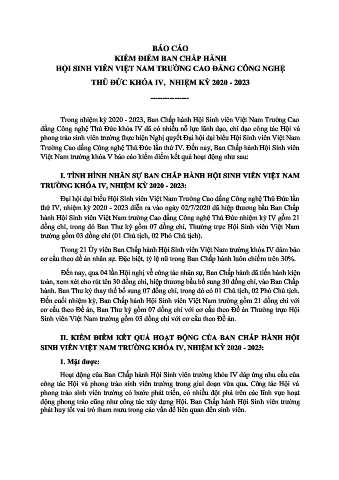 BÁO CÁO
KIỂM ĐIỂM BAN CHẤP HÀNH
HỘI SINH VIÊN VIỆT NAM TRƯỜNG CAO ĐẲNG CÔNG NGHỆ
THỦ ĐỨC KHÓA IV, NHIỆM KỲ 2020 - 2023
---------------
Trong nhiệm kỳ 2020 - 2023, Ban Chấp hành Hội Sinh viên Việt Nam Trường Cao
đẳng Công nghệ Thủ Đức khóa IV đã có nhiều nỗ lực lãnh đạo, chỉ đạo công tác Hội và
phong trào sinh viên trường thực hiện Nghị quyết Đại hội đại biểu Hội Sinh viên Việt Nam
Trường Cao đẳng Công nghệ Thủ Đức lần thứ IV. Đến nay, Ban Chấp hành Hội Sinh viên
Việt Nam trường khóa V báo cáo kiểm điểm kết quả hoạt động như sau:
I. TÌNH HÌNH NHÂN SỰ BAN CHẤP HÀNH HỘI SINH VIÊN VIỆT NAM
TRƯỜNG KHÓA IV, NHIỆM KỲ 2020 - 2023:
Đại hội đại biểu Hội Sinh viên Việt Nam Trường Cao đẳng Công nghệ Thủ Đức lần
thứ IV, nhiệm kỳ 2020 - 2023 diễn ra vào ngày 02/7/2020 đã hiệp thương bầu Ban Chấp
hành Hội Sinh viên Việt Nam trường Cao đẳng Công nghệ Thủ Đức nhiệm kỳ IV gồm 21
đồng chí, trong đó Ban Thư ký gồm 07 đồng chí, Thường trực Hội Sinh viên Việt Nam
trường gồm 03 đồng chí (01 Chủ tịch, 02 Phó Chủ tịch).
Trong 21 Ủy viên Ban Chấp hành Hội Sinh viên Việt Nam trường khóa IV đảm bảo
cơ cấu theo đề án nhân sự. Đặc biệt, tỷ lệ nữ trong Ban Chấp hành luôn chiếm trên 30%.
Đến nay, qua 04 lần Hội nghị về công tác nhân sự, Ban Chấp hành đã tiến hành kiện
toàn, xem xét cho rút tên 30 đồng chí, hiệp thương bầu bổ sung 30 đồng chí, vào Ban Chấp
hành, Ban Thư ký thay thế bổ sung 07 đồng chí, trong đó có 01 Chủ tịch, 02 Phó Chủ tịch.
Đến cuối nhiệm kỳ, Ban Chấp hành Hội Sinh viên Việt Nam trường gồm 21 đồng chí với
cơ cấu theo Đề án, Ban Thư ký gồm 07 đồng chí với cơ cấu theo Đề án Thường trực Hội
Sinh viên Việt Nam trường gồm 03 đồng chí với cơ cấu theo Đề án.
II. KIỂM ĐIỂM KẾT QUẢ HOẠT ĐỘNG CỦA BAN CHẤP HÀNH HỘI
SINH VIÊN VIỆT NAM TRƯỜNG KHÓA IV, NHIỆM KỲ 2020 - 2023:
1. Mặt được:
Hoạt động của Ban Chấp hành Hội Sinh viên trường khóa IV đáp ứng nhu cầu của
công tác Hội và phong trào sinh viên trường trong giai đoạn vừa qua. Công tác Hội và
phong trào sinh viên trường có bước phát triển, có nhiều đột phá trên các lĩnh vực hoạt
động phong trào cũng như công tác xây dựng Hội. Ban Chấp hành Hội Sinh viên trường
phát huy tốt vai trò tham mưu trong các vấn đề liên quan đến sinh viên.